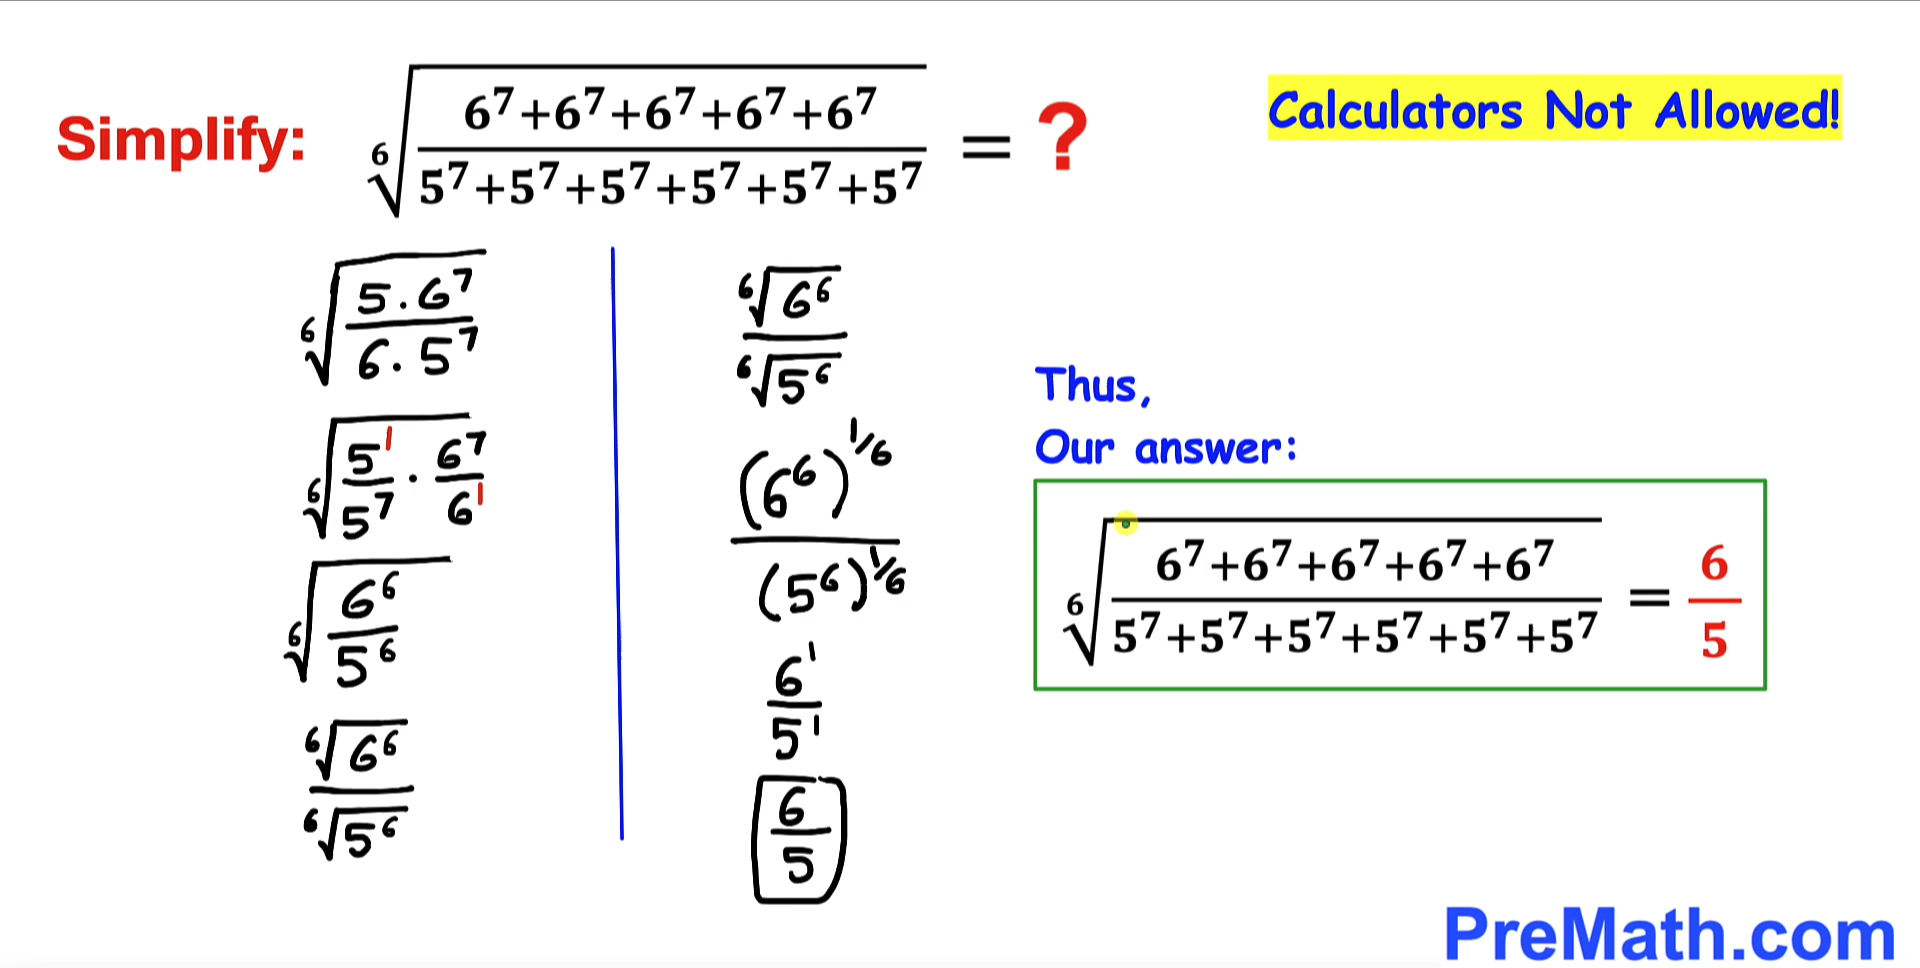 Simplify: ⁶√((6⁷+6⁷+6⁷+6⁷+6⁷)/(5⁷+5⁷+5⁷+5⁷+5⁷+5⁷)) = ?
Calculators Not Allowed!
⁶√((5·6⁷)/(6·5⁷))
⁶√(5¹/5⁷ · 6⁷/6¹)
⁶√(6⁶/5⁶)
⁶√6⁶/⁶√5⁶
⁶√6⁶/⁶√5⁶
(6⁶)^1/6/(5⁶)^1/6
6¹/5¹
6/5
Thus,
Our answer:
⁶√((6⁷+6⁷+6⁷+6⁷+6⁷)/(5⁷+5⁷+5⁷+5⁷+5⁷+5⁷)) = 6/5
PreMath.com